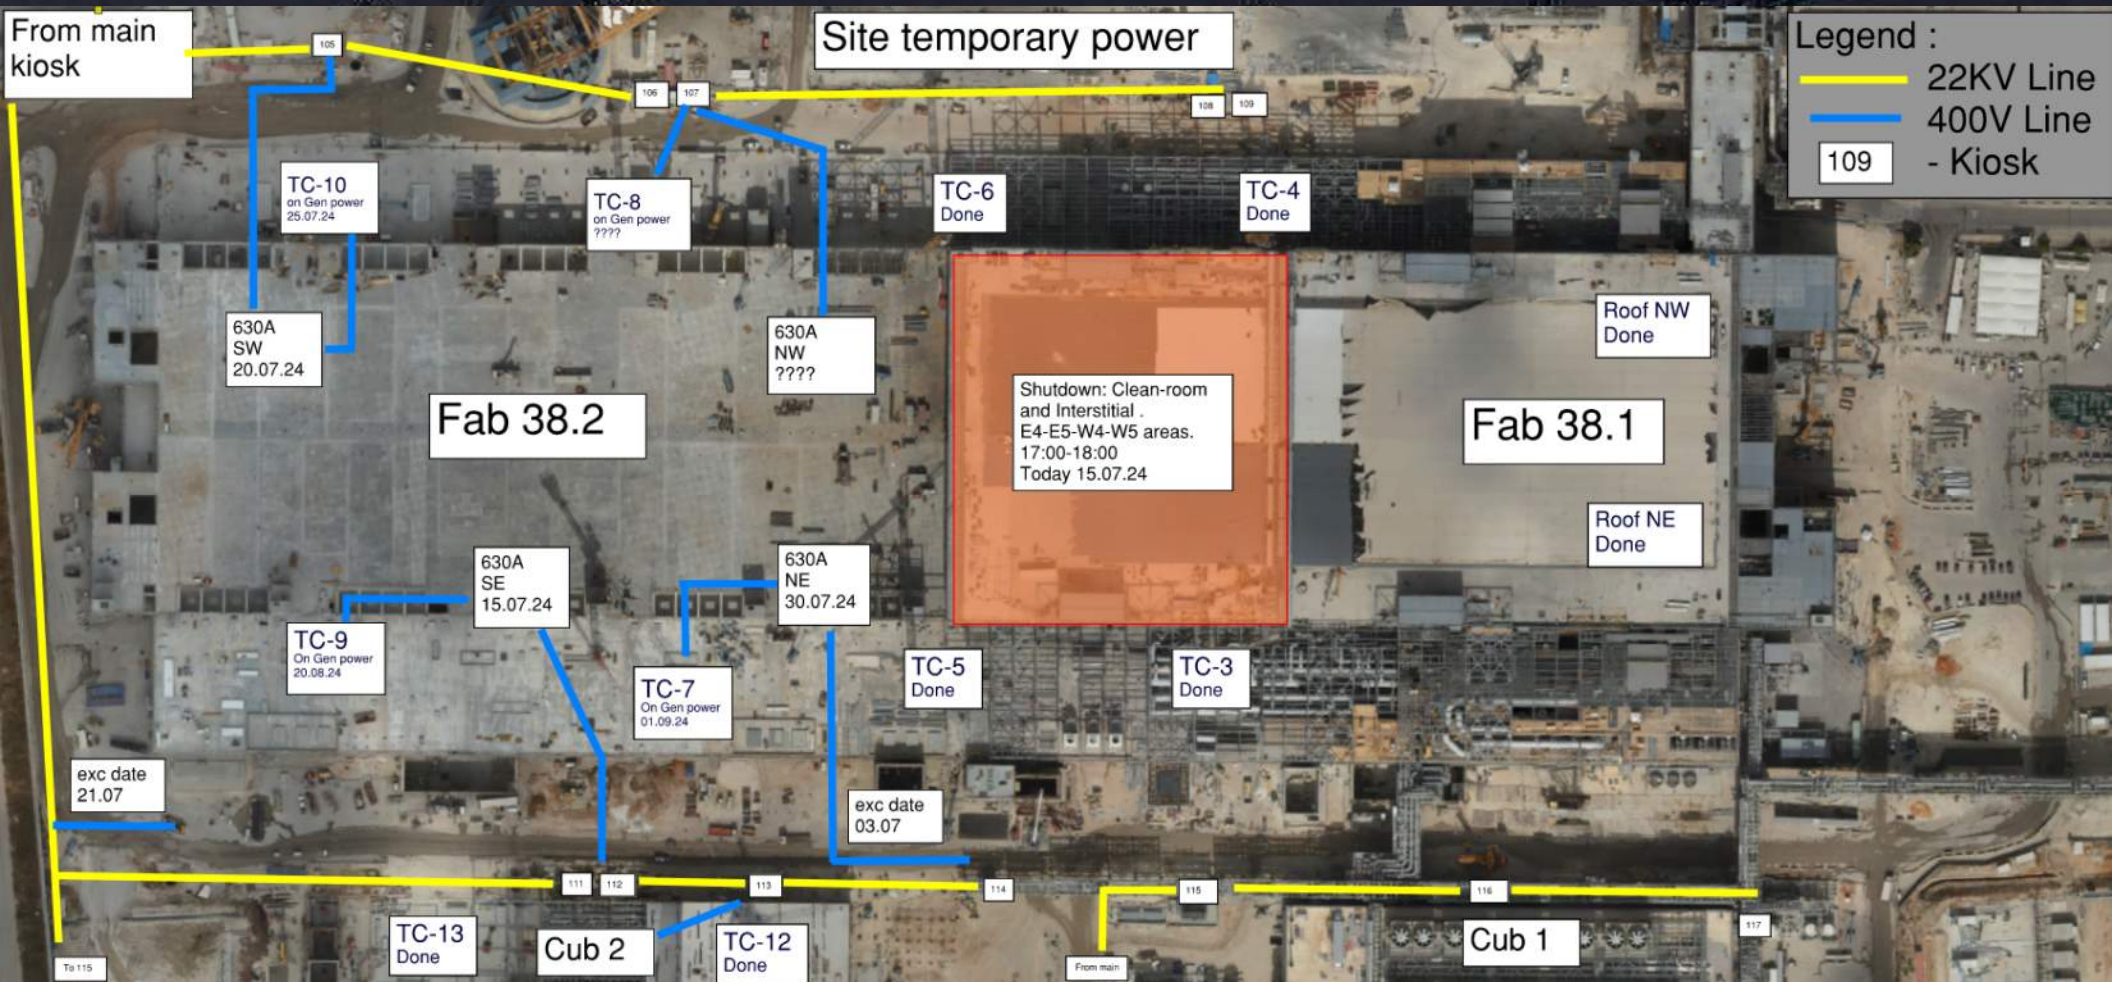 From main
kiosk
105
Site temporary power
Legend :
22KV Line
400V Line
109
- Kiosk
106
107
108
109
TC-10
on Gen power
25.07.24
TC-8
on Gen power
????
TC-6
Done
TC-4
Done
630A
SW
20.07.24
630A
NW
????
Roof NW
Done
Fab 38.2
Shutdown: Clean-room
and Interstitial .
E4-E5-W4-W5 areas.
17:00-18:00
Today 15.07.24
Fab 38.1
Roof NE
Done
630A
SE
15.07.24
630A
NE
30.07.24
TC-9
On Gen power
20.08.24
TC-7
On Gen power
01.09.24
TC-5
Done
TC-3
Done
exc date
21.07
exc date
03.07
111
112
113
114
115
116
117
TC-13
Done
Cub 2
TC-12
Done
Cub 1
To 115
From main